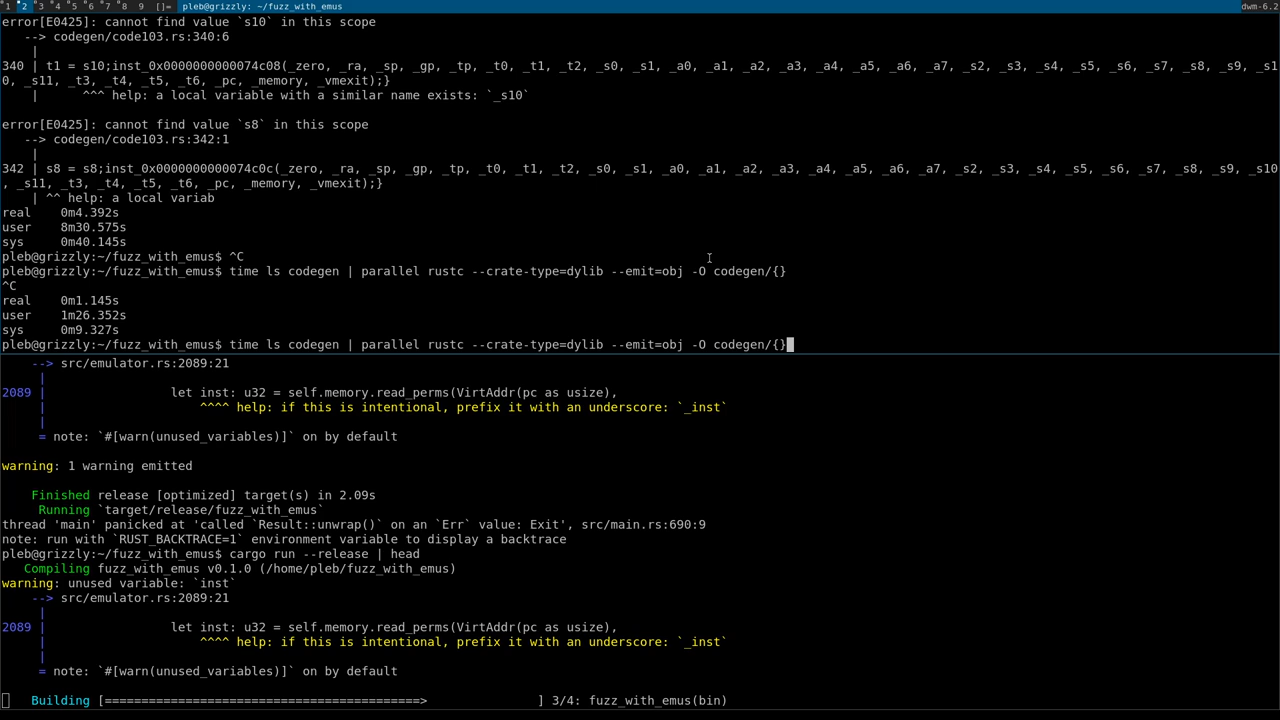 1 2 3 4 5 6 7 8 9 []= pleb@grizzly: ~/fuzz_with_emus dwm-6.2
error[E0425]: cannot find value `s10` in this scope
--> codegen/code103.rs:340:6
|
340 | t1 = s10;inst_0x0000000000074c08(_zero, _ra, _sp, _gp, _tp, _t0, _t1, _t2, _s0, _s1, _a0, _a1, _a2, _a3, _a4, _a5, _a6, _a7, _s2, _s3, _s4, _s5, _s6, _s7, _s8, _s9, _s1
0, _s11, _t3, _t4, _t5, _t6, _pc, _memory, _vmexit);}
| ^^^ help: a local variable with a similar name exists: `_s10`
error[E0425]: cannot find value `s8` in this scope
--> codegen/code103.rs:342:1
|
342 | s8 = s8;inst_0x0000000000074c0c(_zero, _ra, _sp, _gp, _tp, _t0, _t1, _t2, _s0, _s1, _a0, _a1, _a2, _a3, _a4, _a5, _a6, _a7, _s2, _s3, _s4, _s5, _s6, _s7, _s8, _s9, _s10
, _s11, _t3, _t4, _t5, _t6, _pc, _memory, _vmexit);}
| ^^ help: a local variab
real 0m4.392s
user 8m30.575s
sys 0m40.145s
pleb@grizzly:~/fuzz_with_emus$ ^C
pleb@grizzly:~/fuzz_with_emus$ time ls codegen | parallel rustc --crate-type=dylib --emit=obj -O codegen/{}
^C
real 0m1.145s
user 1m26.352s
sys 0m9.327s
pleb@grizzly:~/fuzz_with_emus$ time ls codegen | parallel rustc --crate-type=dylib --emit=obj -O codegen/{}
--> src/emulator.rs:2089:21
|
2089 | let inst: u32 = self.memory.read_perms(VirtAddr(pc as usize),
| ^^^^ help: if this is intentional, prefix it with an underscore: `_inst`
|
= note: `#[warn(unused_variables)]` on by default
warning: 1 warning emitted
Finished release [optimized] target(s) in 2.09s
Running `target/release/fuzz_with_emus`
thread 'main' panicked at 'called `Result::unwrap()` on an `Err` value: Exit', src/main.rs:690:9
note: run with `RUST_BACKTRACE=1` environment variable to display a backtrace
pleb@grizzly:~/fuzz_with_emus$ cargo run --release | head
Compiling fuzz_with_emus v0.1.0 (/home/pleb/fuzz_with_emus)
warning: unused variable: `inst`
--> src/emulator.rs:2089:21
|
2089 | let inst: u32 = self.memory.read_perms(VirtAddr(pc as usize),
| ^^^^ help: if this is intentional, prefix it with an underscore: `_inst`
|
= note: `#[warn(unused_variables)]` on by default
Building [=========================================> ] 3/4: fuzz_with_emus(bin)